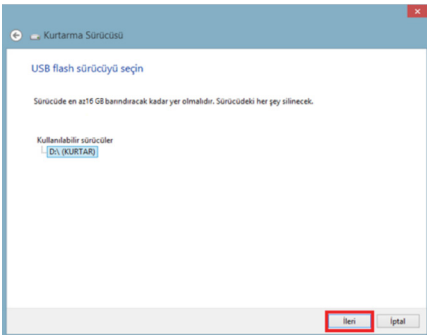 Kurtarma Sürücüsü
USB flash sürücüyü seçin
Sürücüde en az16 GB barındıracak kadar yer olmalıdır. Sürücüdeki her şey silinecek.
Kullanılabilir sürücüler
D:\ (KURTAR)
İleri
İptal